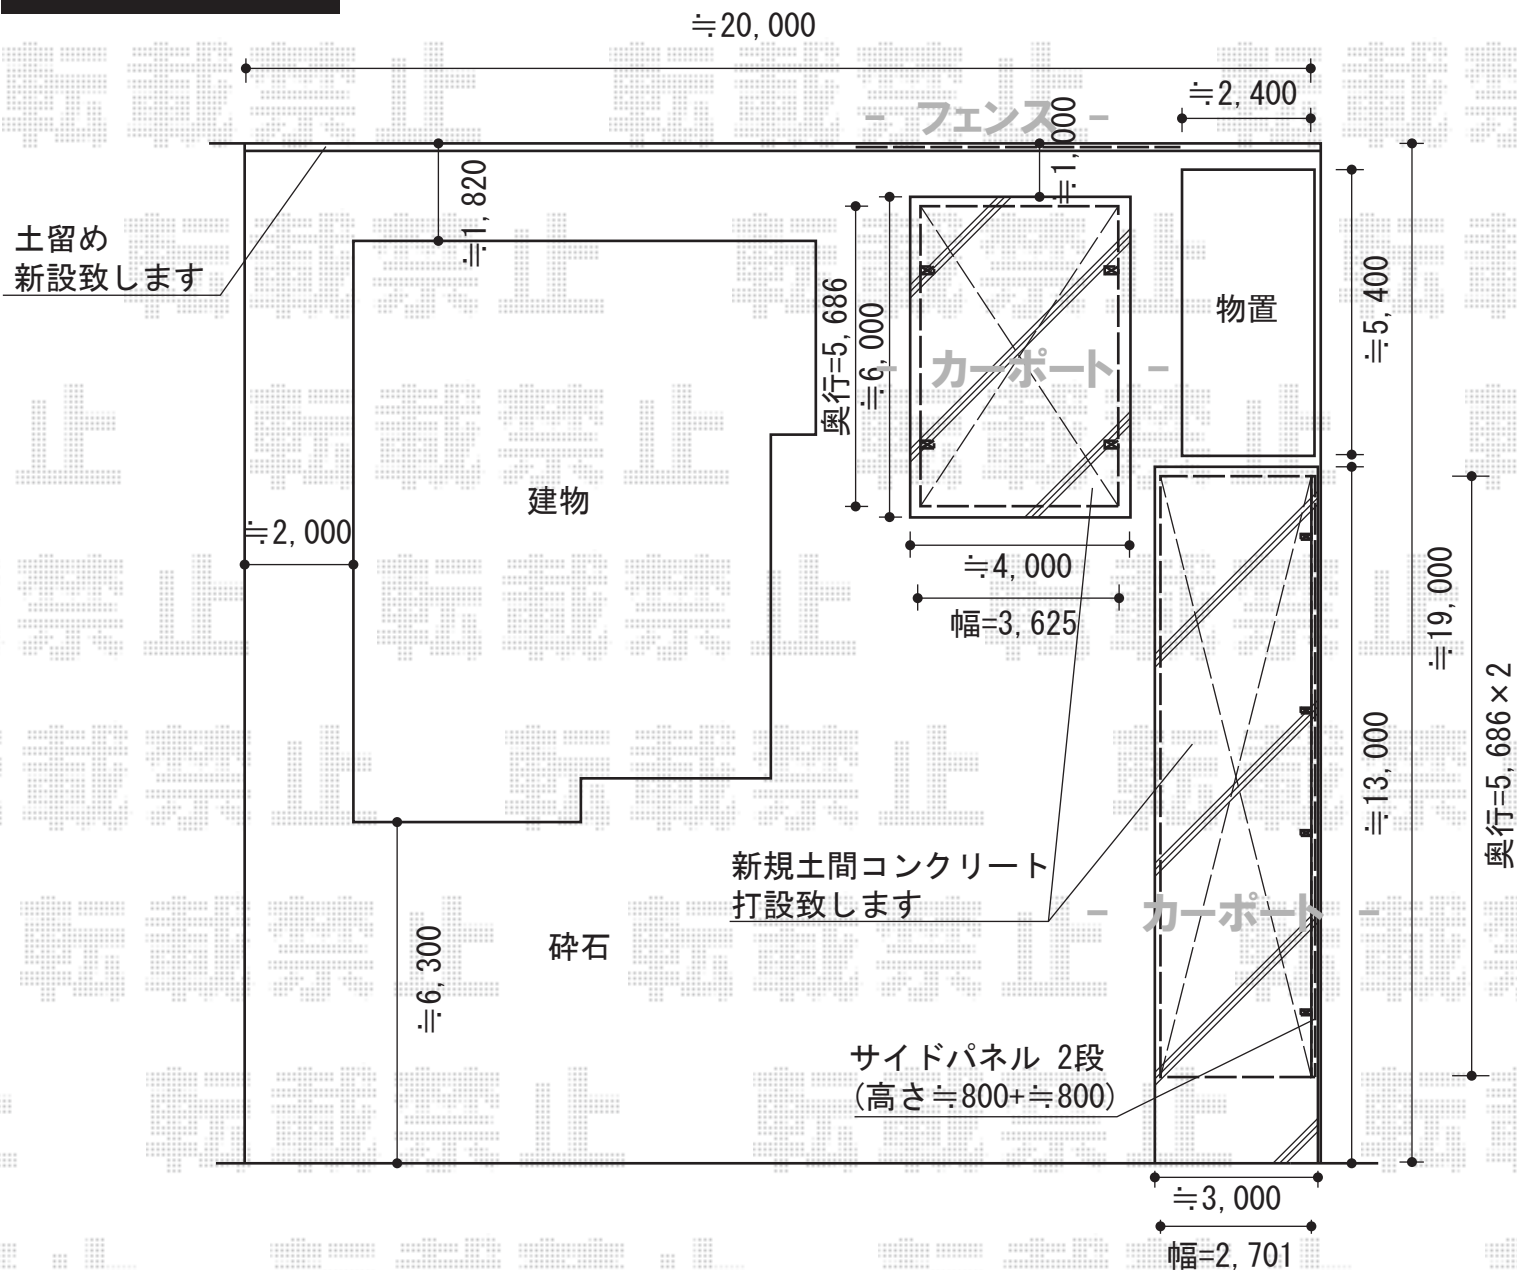 ≒20,000
≒2,400
- フェンス -
≒1,000
≒1,820
土留め
新設致します
奥行=5,686
≒6,000
物置
≒5,400
- カーポート -
建物
≒2,000
≒4,000
幅=3,625
≒19,000
奥行=5,686×2
≒13,000
新規土間コンクリート
打設致します
- カーポート -
砕石
≒6,300
サイドパネル 2段
(高さ≒800+≒800)
≒3,000
幅=2,701
転載禁止